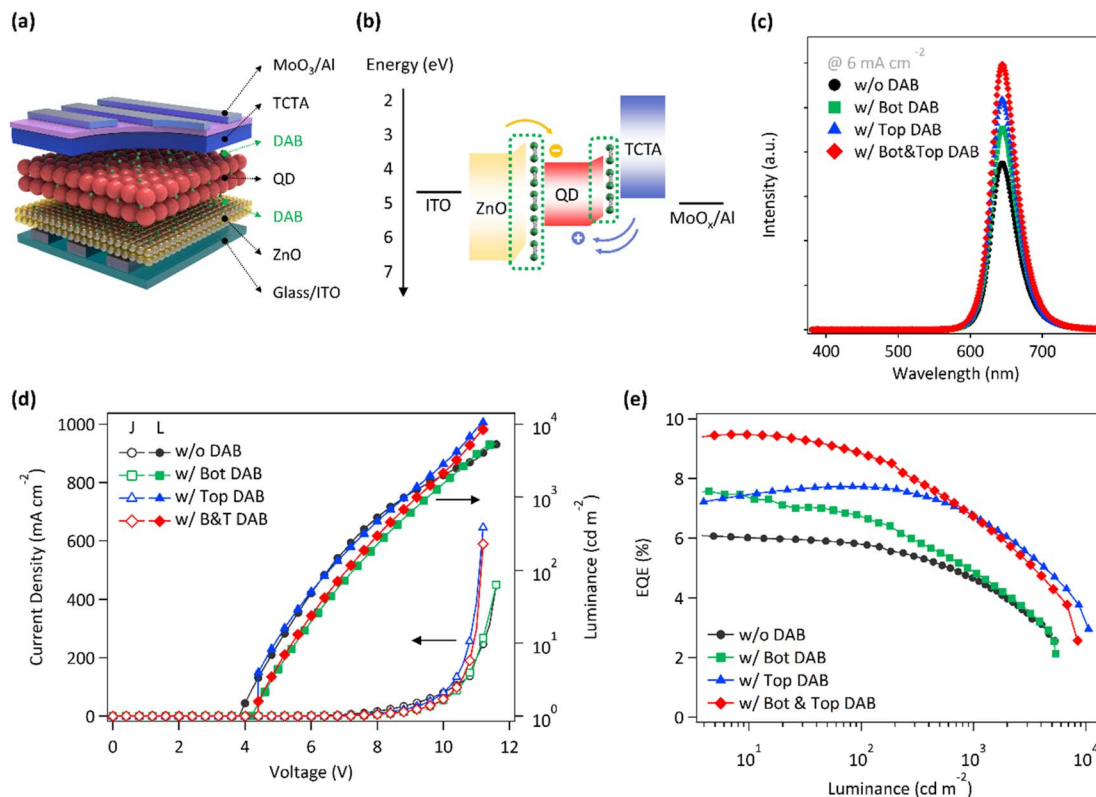 (a)
MoO₃/Al
TCTA
DAB
QD
DAB
ZnO
Glass/ITO
(b)
Energy (eV)
2
3
4
5
6
7
ITO
ZnO
−
QD
+
TCTA
MoOₓ/Al
(c)
Intensity (a.u.)
@ 6 mA cm⁻²
w/o DAB
w/ Bot DAB
w/ Top DAB
w/ Bot&Top DAB
400 500 600 700
Wavelength (nm)
(d)
Current Density (mA cm⁻²)
1000
800
600
400
200
0
J L
w/o DAB
w/ Bot DAB
w/ Top DAB
w/ B&T DAB
10⁴
10³
10²
10¹
10⁰
Luminance (cd m⁻²)
0 2 4 6 8 10 12
Voltage (V)
(e)
EQE (%)
10
8
6
4
2
0
w/o DAB
w/ Bot DAB
w/ Top DAB
w/ Bot & Top DAB
10¹ 10² 10³ 10⁴
Luminance (cd m⁻²)